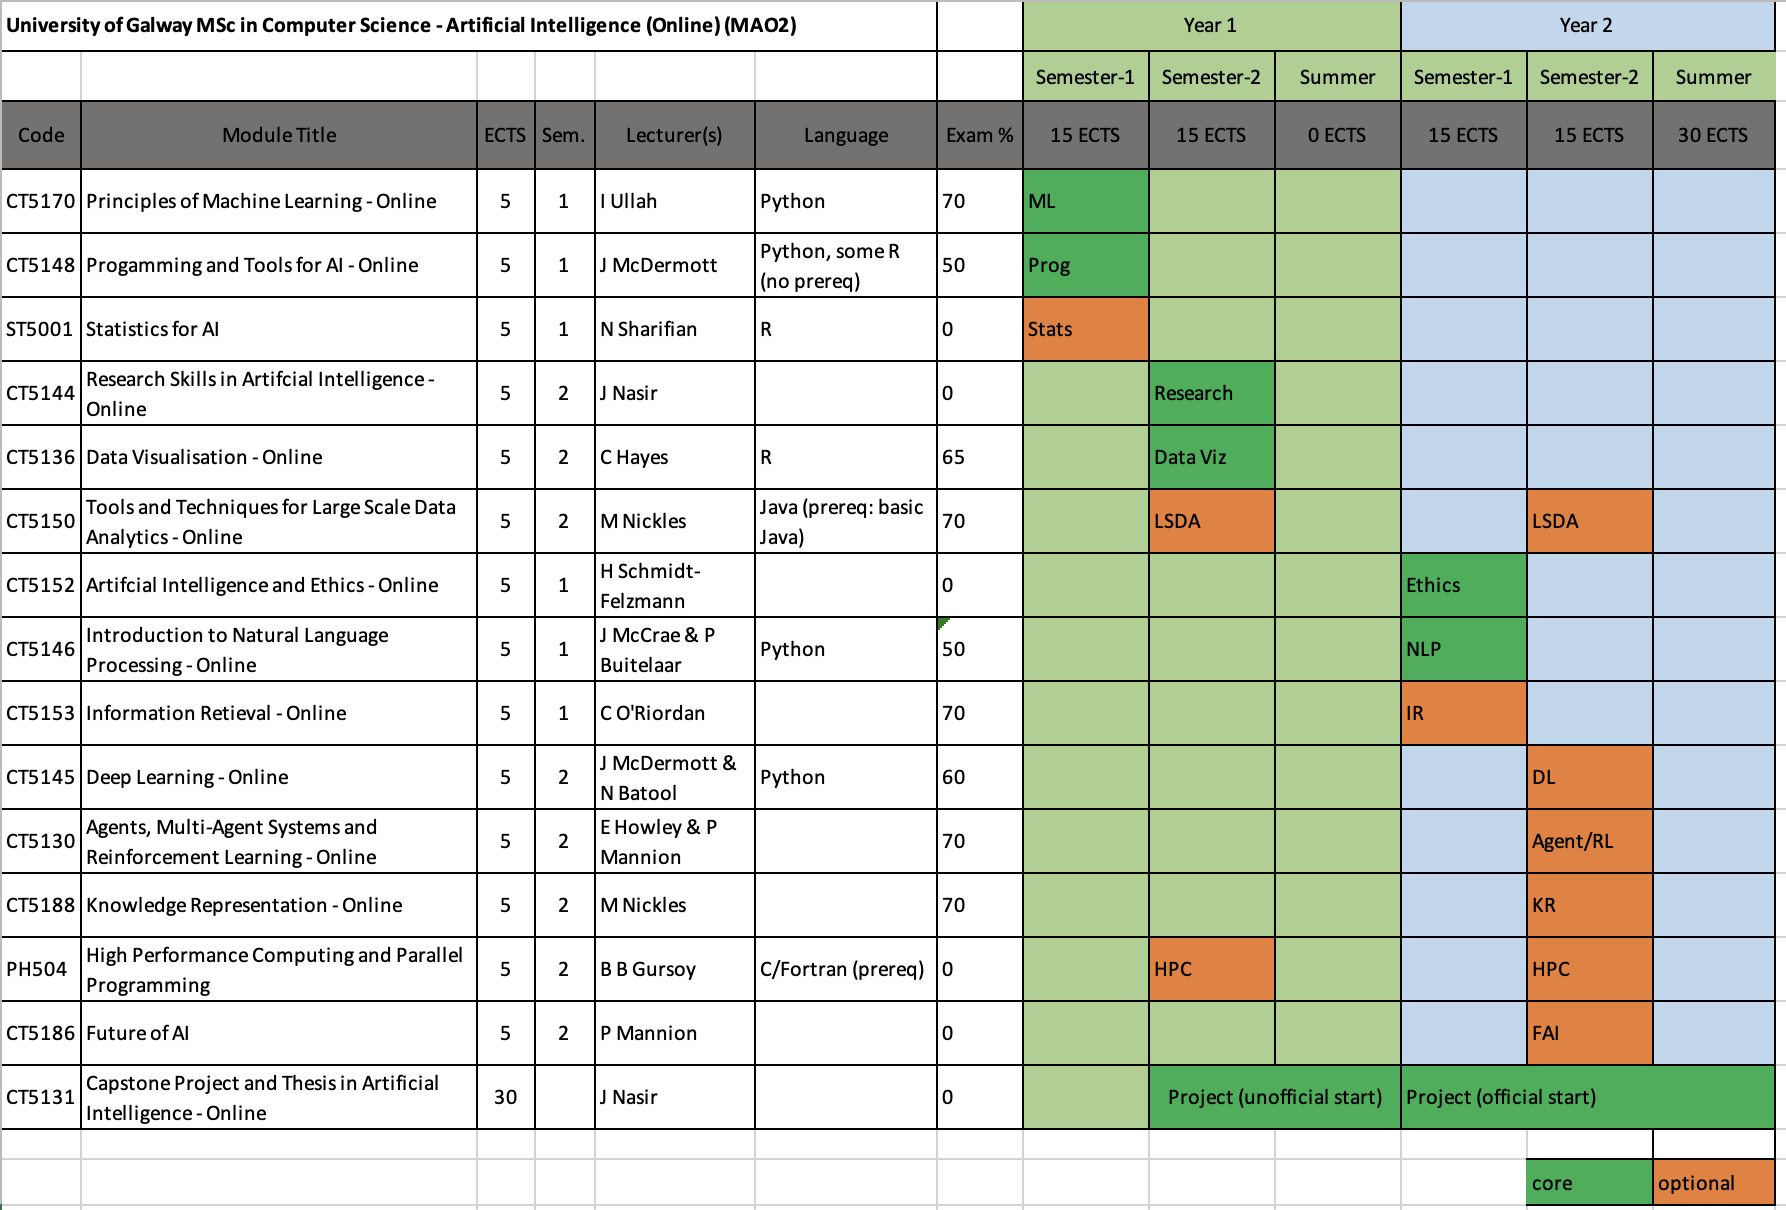 University of Galway MSc in Computer Science - Artificial Intelligence (Online) (MAO2) Year 1 Year 2
Semester-1 Semester-2 Summer Semester-1 Semester-2 Summer
Code Module Title ECTS Sem. Lecturer(s) Language Exam % 15 ECTS 15 ECTS 0 ECTS 15 ECTS 15 ECTS 30 ECTS
CT5170 Principles of Machine Learning - Online 5 1 I Ullah Python 70 ML
CT5148 Progamming and Tools for AI - Online 5 1 J McDermott Python, some R
(no prereq) 50 Prog
ST5001 Statistics for AI 5 1 N Sharifian R 0 Stats
CT5144 Research Skills in Artifcial Intelligence -
Online 5 2 J Nasir 0 Research
CT5136 Data Visualisation - Online 5 2 C Hayes R 65 Data Viz
CT5150 Tools and Techniques for Large Scale Data
Analytics - Online 5 2 M Nickles Java (prereq: basic
Java) 70 LSDA LSDA
CT5152 Artifcial Intelligence and Ethics - Online 5 1 H Schmidt-
Felzmann 0 Ethics
CT5146 Introduction to Natural Language
Processing - Online 5 1 J McCrae & P
Buitelaar Python 50 NLP
CT5153 Information Retieval - Online 5 1 C O'Riordan 70 IR
CT5145 Deep Learning - Online 5 2 J McDermott &
N Batool Python 60 DL
CT5130 Agents, Multi-Agent Systems and
Reinforcement Learning - Online 5 2 E Howley & P
Mannion 70 Agent/RL
CT5188 Knowledge Representation - Online 5 2 M Nickles 70 KR
PH504 High Performance Computing and Parallel
Programming 5 2 B B Gursoy C/Fortran (prereq) 0 HPC HPC
CT5186 Future of AI 5 2 P Mannion 0 FAI
CT5131 Capstone Project and Thesis in Artificial
Intelligence - Online 30 J Nasir 0 Project (unofficial start) Project (official start)
core optional